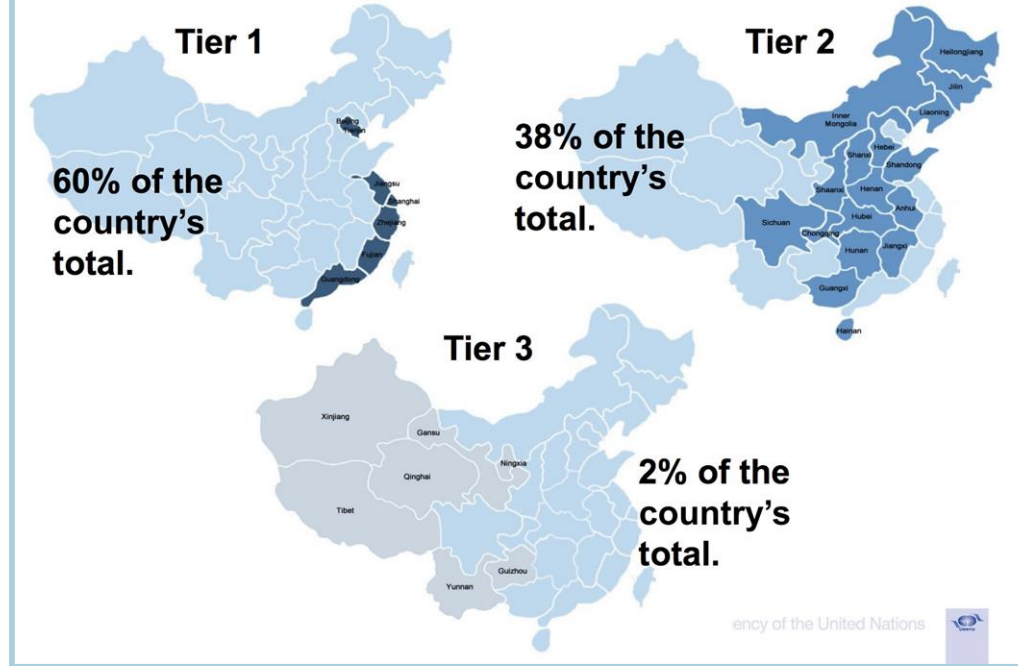 Tier 1
Beijing
Tianjin
60% of the
country's
total.
Jiangsu
Shanghai
Zhejiang
Fujian
Guangdong
Tier 2
38% of the
country's
total.
Heilongjiang
Jilin
Liaoning
Inner
Mongolia
Hebei
Shanxi
Shandong
Shaanxi
Henan
Anhui
Sichuan
Hubei
Chongqing
Hunan
Jiangxi
Guangxi
Hainan
Tier 3
2% of the
country's
total.
Xinjiang
Gansu
Ningxia
Qinghai
Tibet
Guizhou
Yunnan
ency of the United Nations